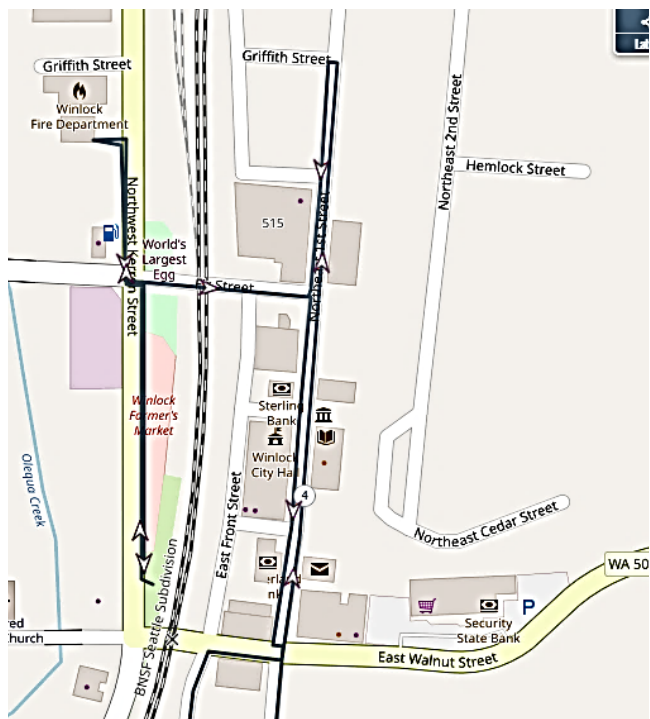 Griffith Street
Griffith Street
Winlock
Fire Department
Northeast 2nd Street
Hemlock Street
515
World's
Largest
Egg
Street
Street
Street
Winlock
Farmer's
Market
Sterling
Bank
Winlock
City Hall
4
Olequa Creek
East Front Street
Northeast Cedar Street
BNSF Seattle Subdivision
WA 50
P
Security
State Bank
Church
East Walnut Street